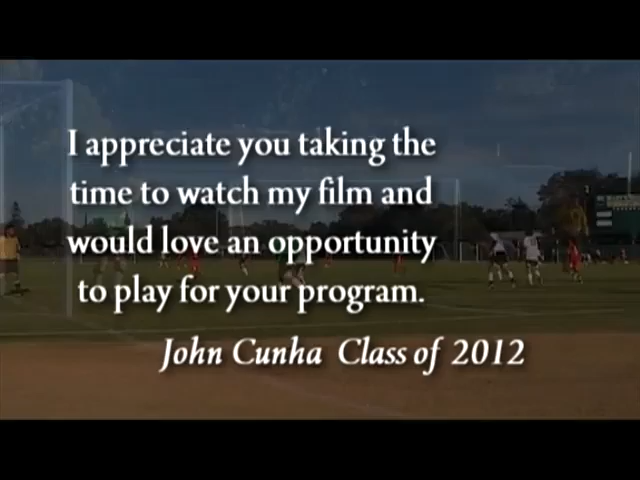 I appreciate you taking the
time to watch my film and
would love an opportunity
to play for your program.
John Cunha Class of 2012